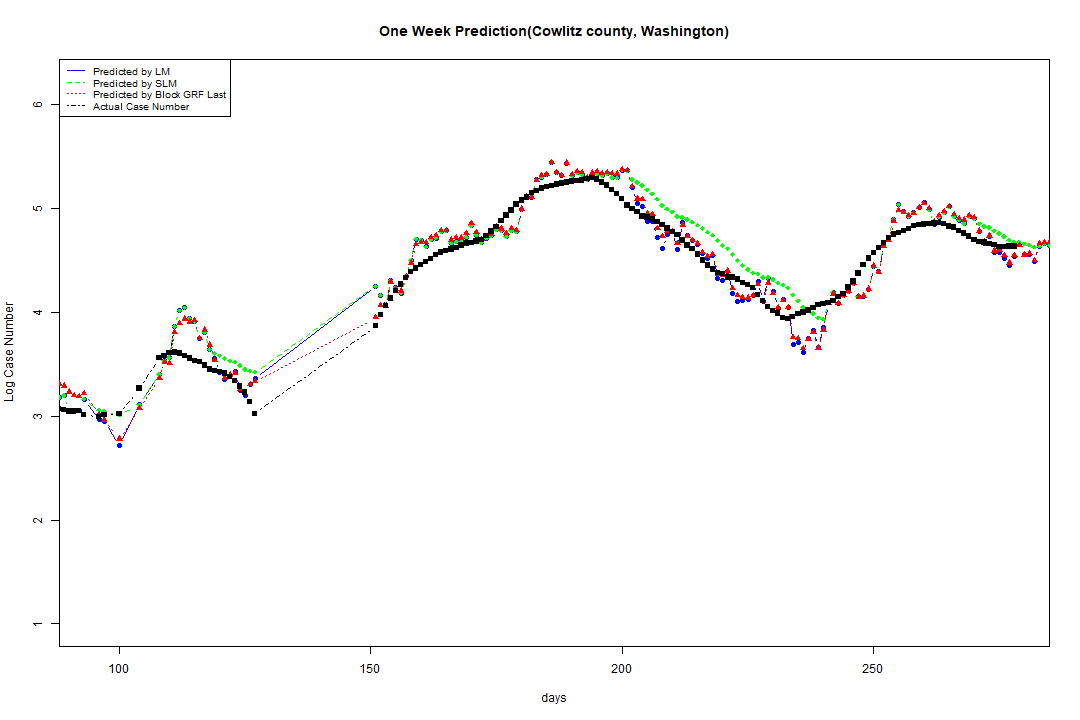 One Week Prediction(Cowlitz county, Washington)
Predicted by LM
Predicted by SLM
Predicted by Block GRF Last
Actual Case Number
6
5
4
3
2
1
Log Case Number
100 150 200 250
days